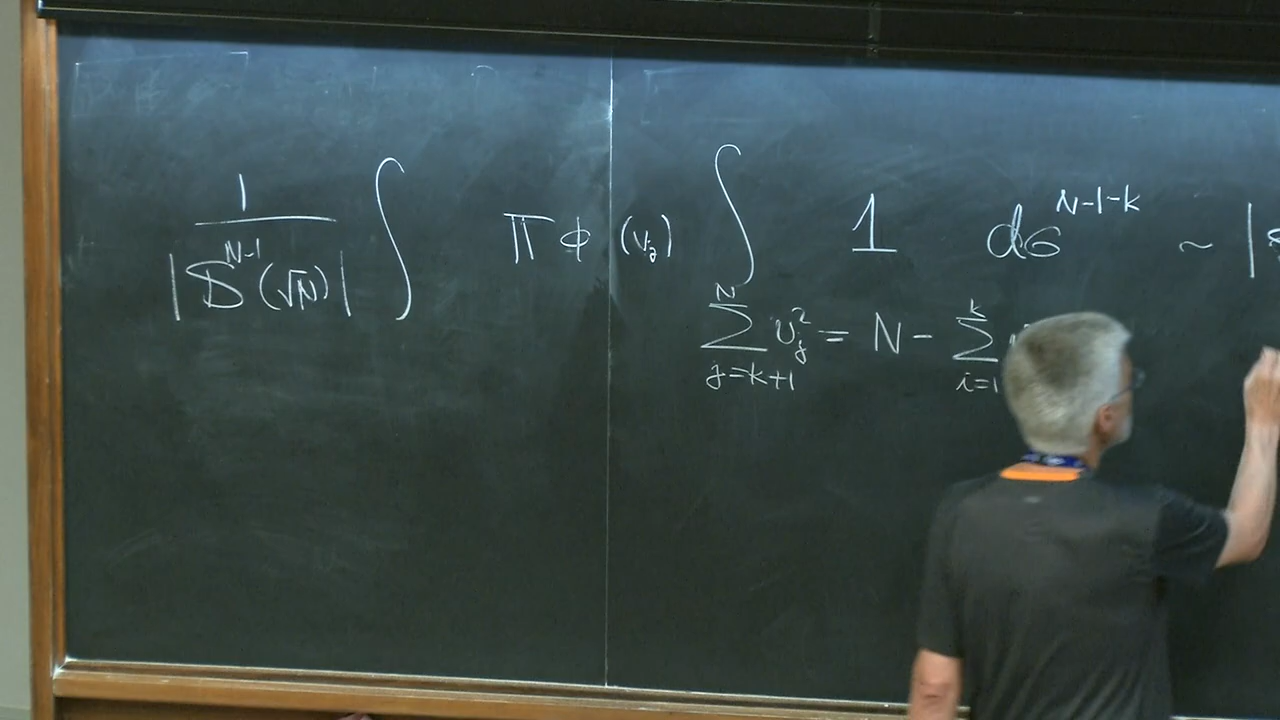 1 / |S^{N-1}(√N)| ∫ Π φ (v_j) ∫ 1 dσ^{N-1-k} ~ |
N
∑ v_j^2 = N - ∑
j=k+1 k i=1